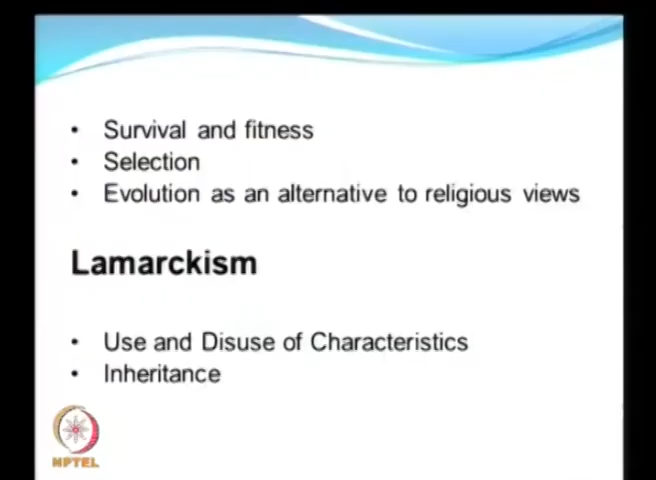 • Survival and fitness
• Selection
• Evolution as an alternative to religious views
Lamarckism
• Use and Disuse of Characteristics
• Inheritance
NPTEL